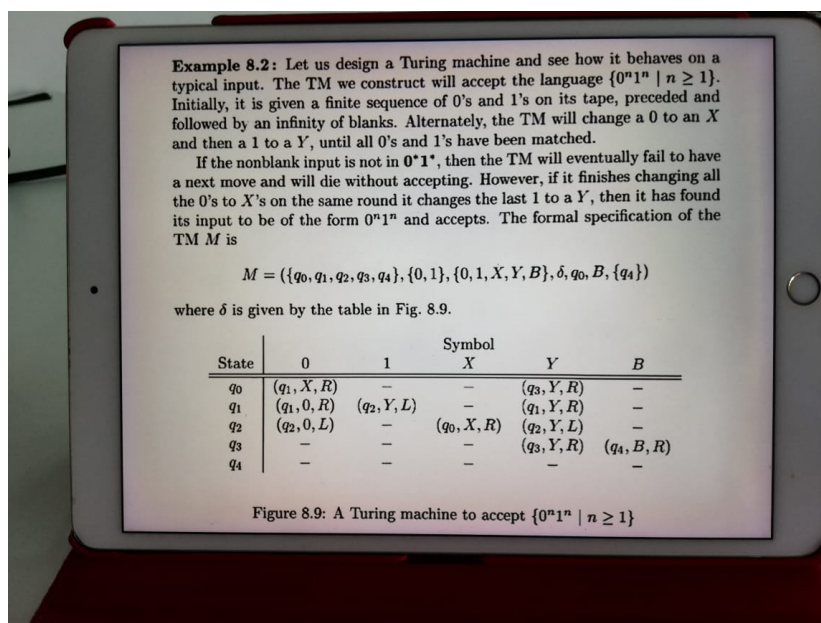 Example 8.2: Let us design a Turing machine and see how it behaves on a
typical input. The TM we construct will accept the language {0ⁿ1ⁿ | n ≥ 1}.
Initially, it is given a finite sequence of 0's and 1's on its tape, preceded and
followed by an infinity of blanks. Alternately, the TM will change a 0 to an X
and then a 1 to a Y, until all 0's and 1's have been matched.
If the nonblank input is not in 0*1*, then the TM will eventually fail to have
a next move and will die without accepting. However, if it finishes changing all
the 0's to X's on the same round it changes the last 1 to a Y, then it has found
its input to be of the form 0ⁿ1ⁿ and accepts. The formal specification of the
TM M is
M = ({q₀, q₁, q₂, q₃, q₄}, {0, 1}, {0, 1, X, Y, B}, δ, q₀, B, {q₄})
where δ is given by the table in Fig. 8.9.
Symbol
State 0 1 X Y B
q₀ (q₁, X, R) – – (q₃, Y, R) –
q₁ (q₁, 0, R) (q₂, Y, L) – (q₁, Y, R) –
q₂ (q₂, 0, L) – (q₀, X, R) (q₂, Y, L) –
q₃ – – – (q₃, Y, R) (q₄, B, R)
q₄ – – – – –
Figure 8.9: A Turing machine to accept {0ⁿ1ⁿ | n ≥ 1}